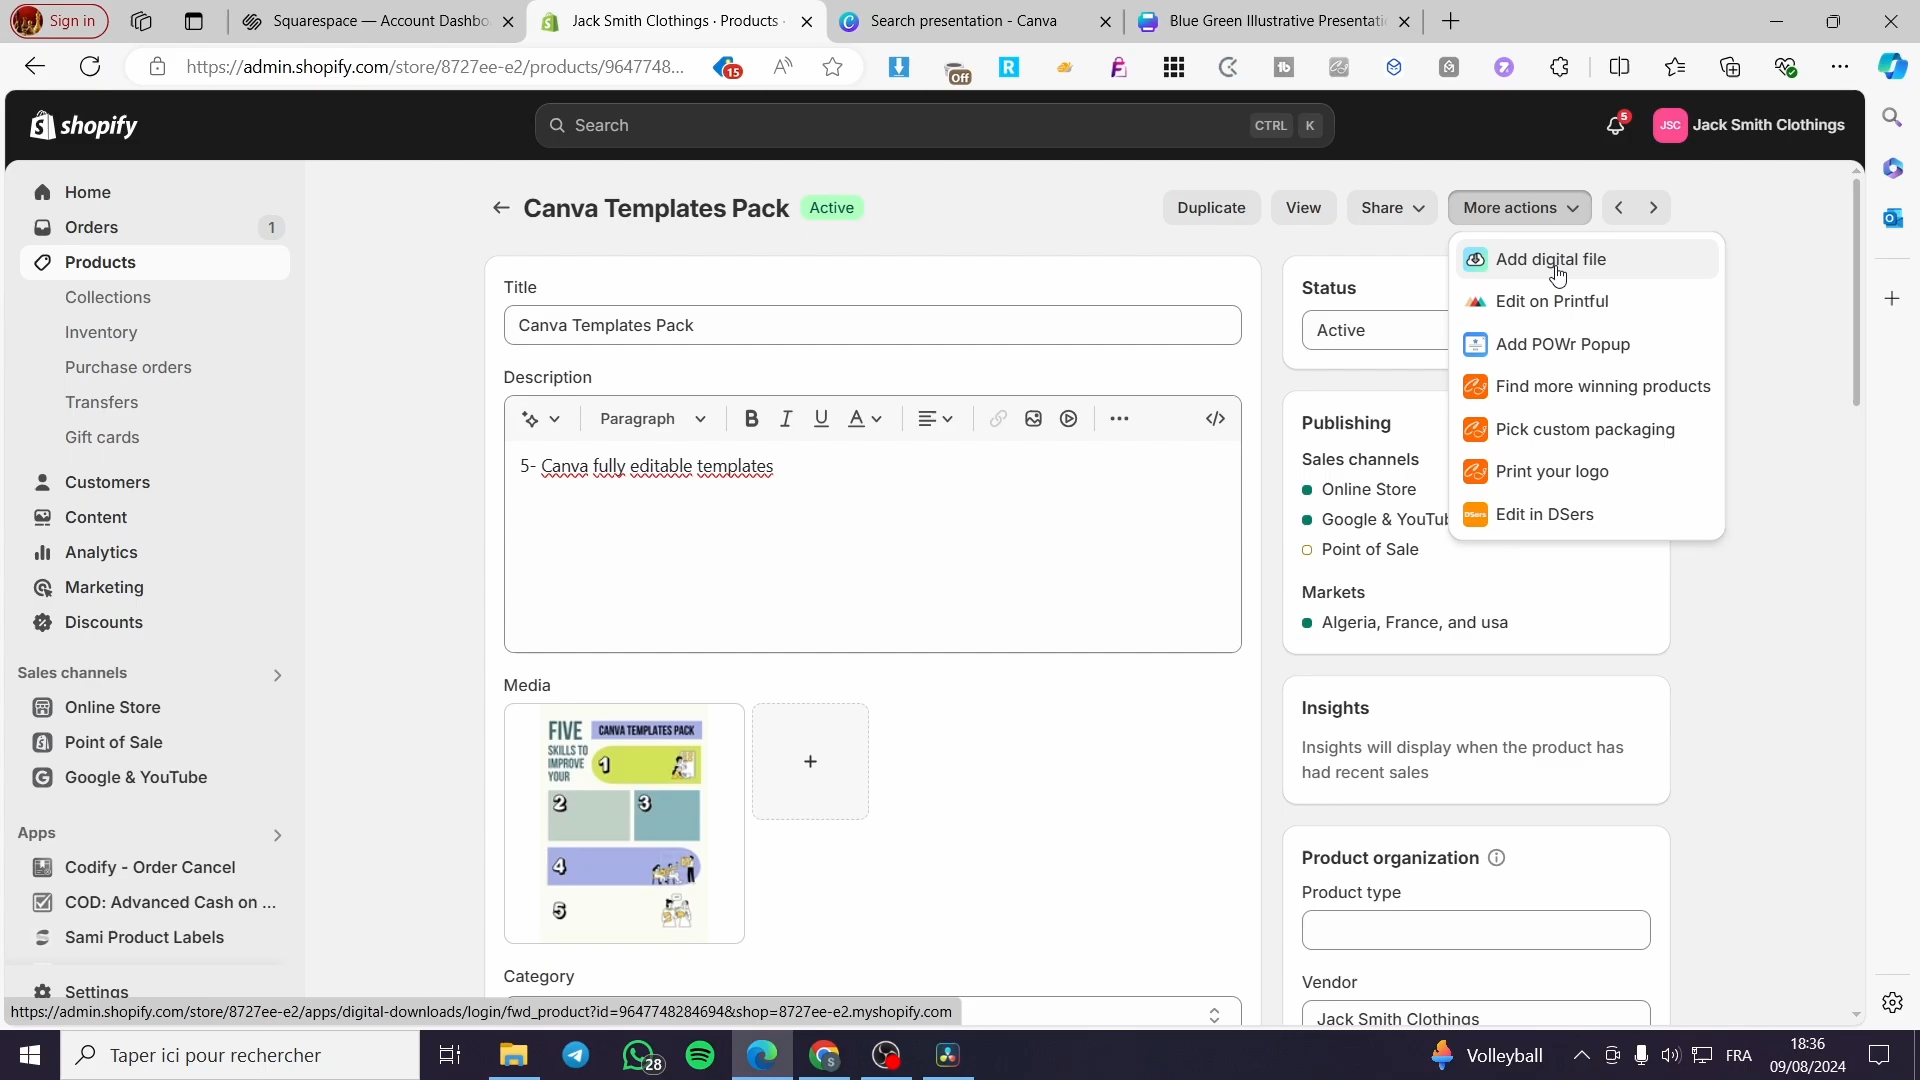 Sign in
Squarespace — Account Dashbo
Jack Smith Clothings · Products ·
Search presentation - Canva
Blue Green Illustrative Presentati
https://admin.shopify.com/store/8727ee-e2/products/9647748...
15
Off
shopify
Search
CTRL K
5
JSC Jack Smith Clothings
Home
Orders 1
Products
Collections
Inventory
Purchase orders
Transfers
Gift cards
Customers
Content
Analytics
Marketing
Discounts
Sales channels
Online Store
Point of Sale
Google & YouTube
Apps
Codify - Order Cancel
COD: Advanced Cash on ...
Sami Product Labels
Settings
Canva Templates Pack Active
Duplicate
View
Share
More actions
Add digital file
Edit on Printful
Add POWr Popup
Find more winning products
Pick custom packaging
Print your logo
Edit in DSers
Title
Canva Templates Pack
Description
Paragraph
5- Canva fully editable templates
Media
FIVE
SKILLS TO
IMPROVE
YOUR
CANVA TEMPLATES PACK
1
2
3
4
5
Category
Status
Active
Publishing
Sales channels
Online Store
Google & YouTub
Point of Sale
Markets
Algeria, France, and usa
Insights
Insights will display when the product has
had recent sales
Product organization
Product type
Vendor
Jack Smith Clothings
https://admin.shopify.com/store/8727ee-e2/apps/digital-downloads/login/fwd_product?id=9647748284694&shop=8727ee-e2.myshopify.com
Taper ici pour rechercher
28
Volleyball
FRA
18:36
09/08/2024